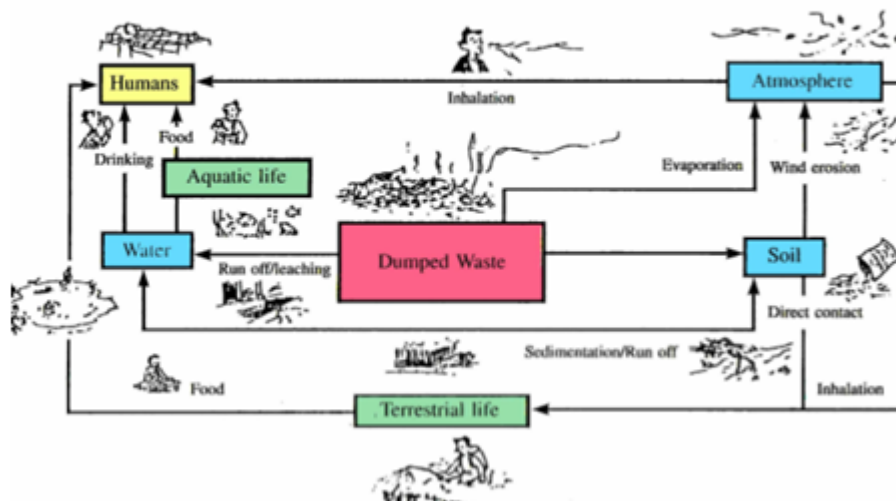 Humans
Atmosphere
Inhalation
Food
Drinking
Evaporation
Wind erosion
Aquatic life
Water
Dumped Waste
Soil
Run off/leaching
Direct contact
Sedimentation/Run off
Food
Inhalation
Terrestrial life